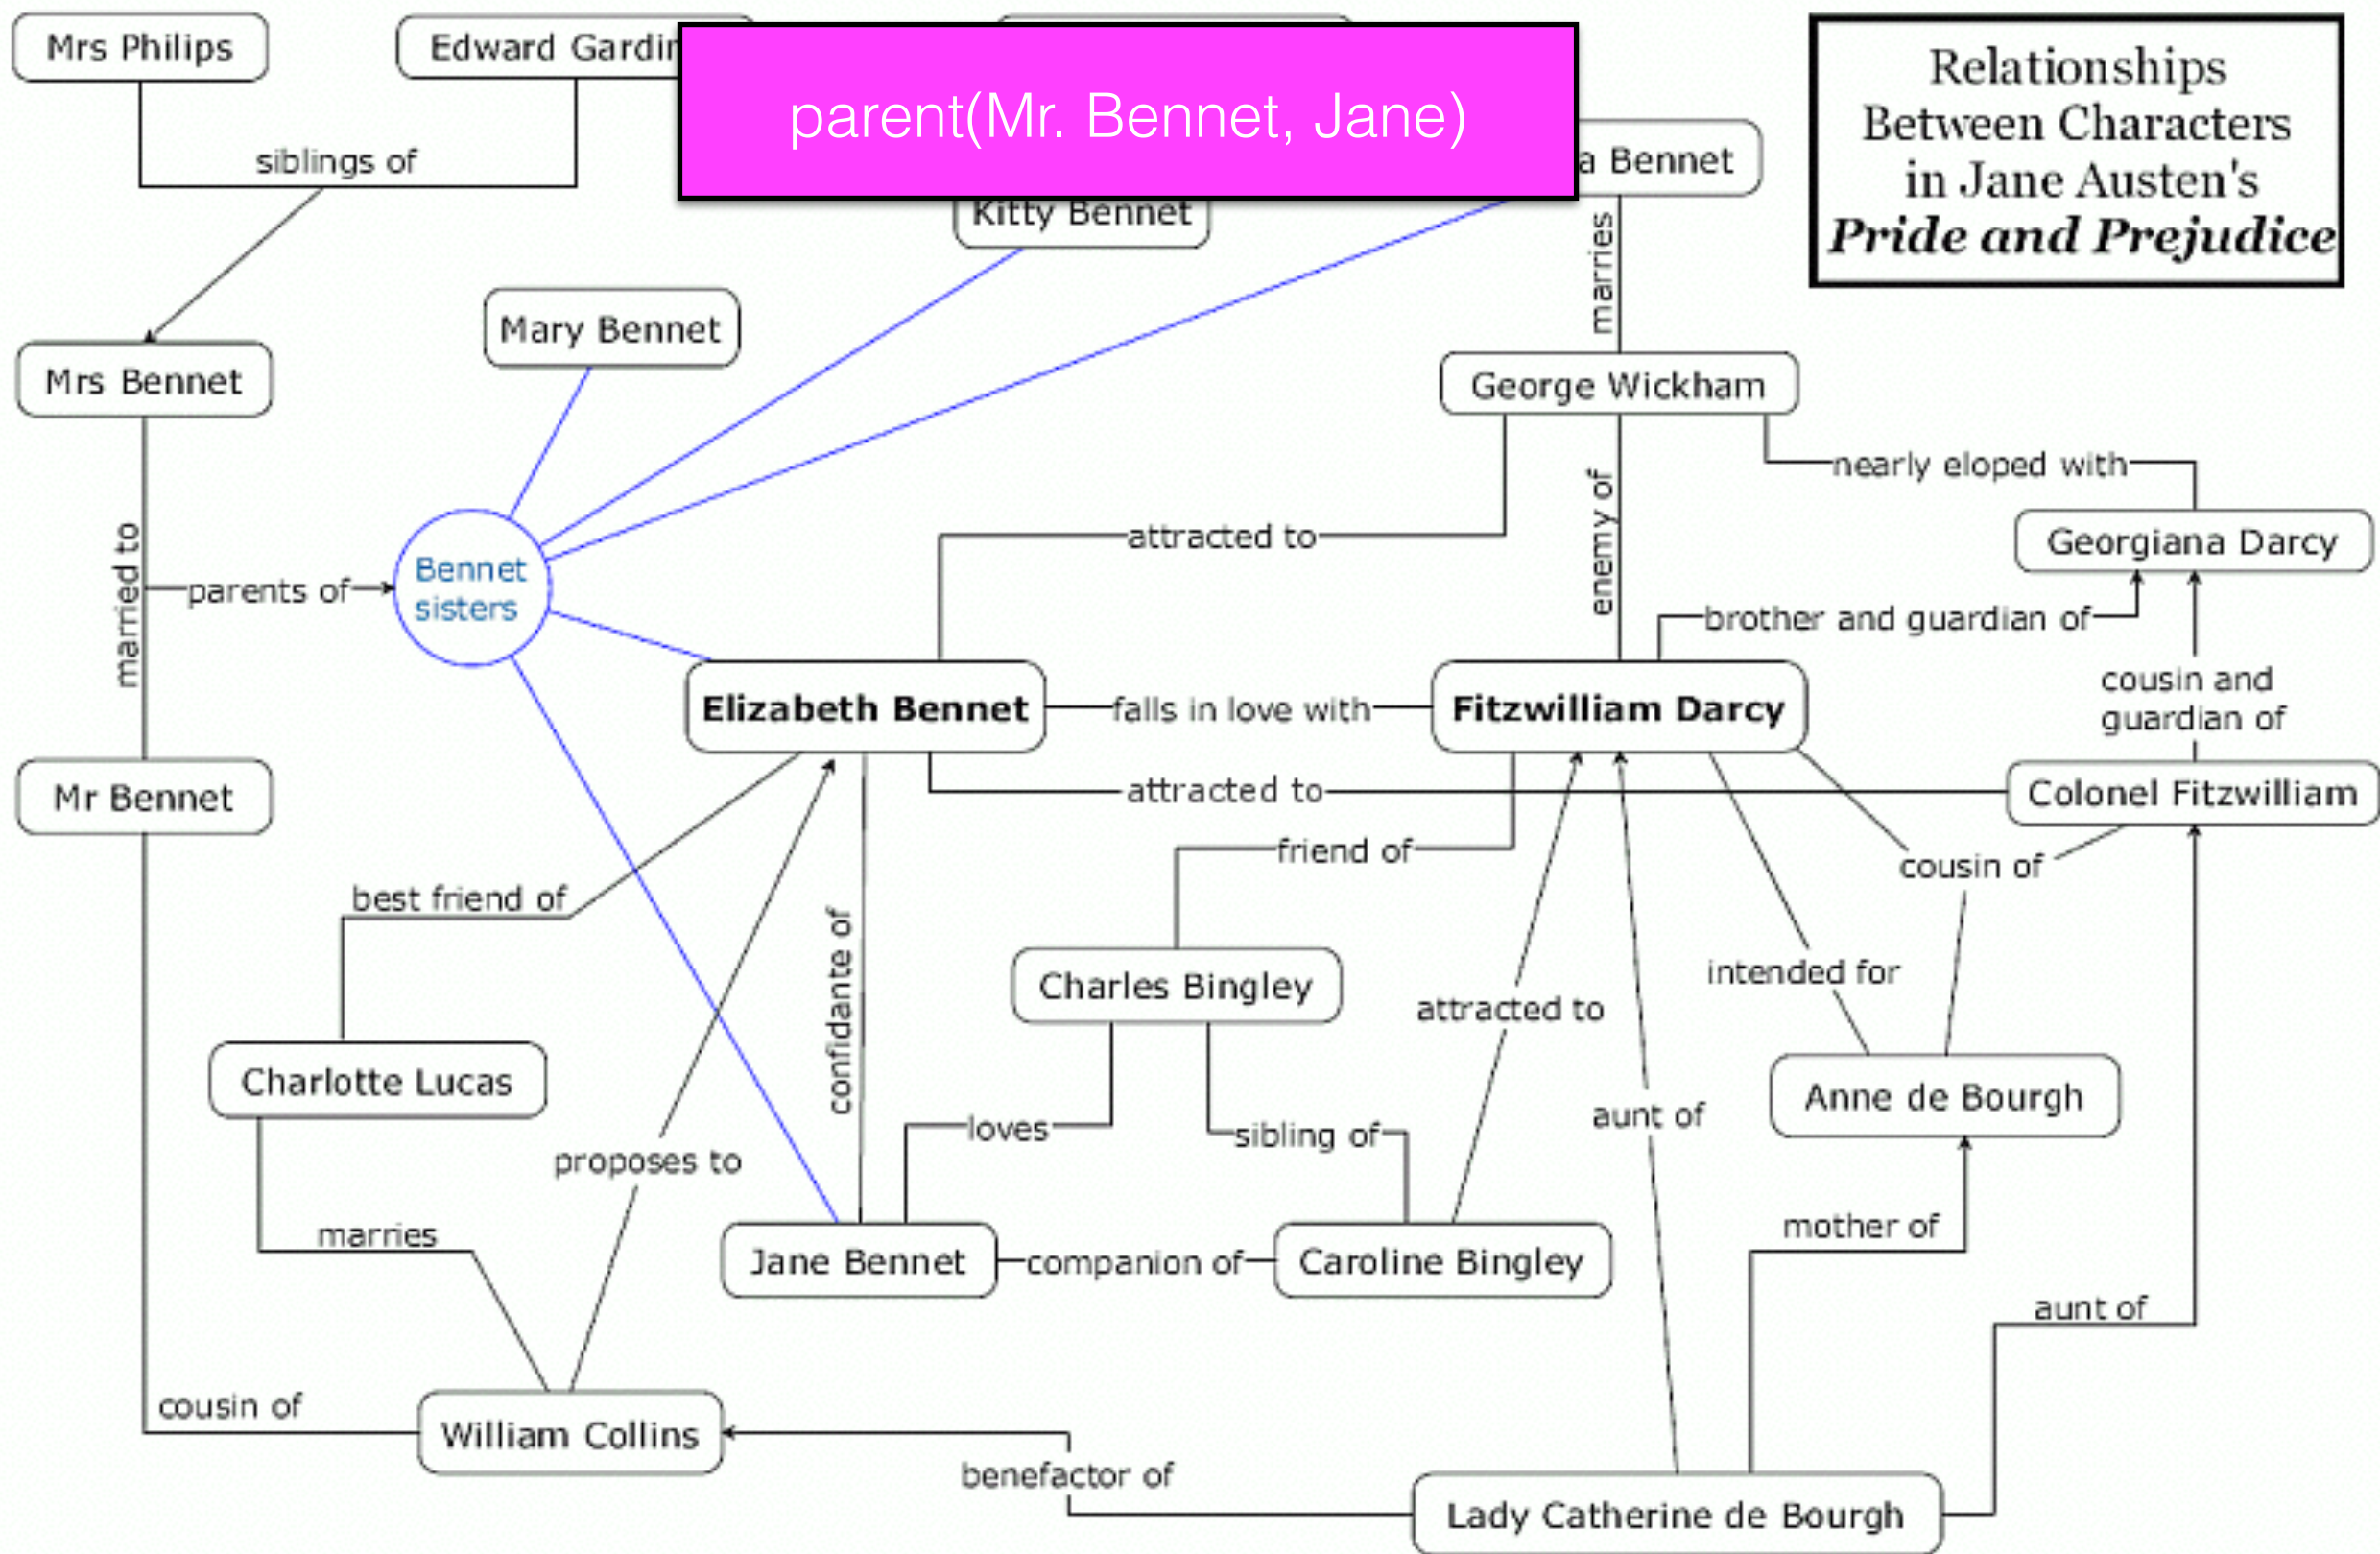 Mrs Philips
Edward Gardin
parent(Mr. Bennet, Jane)
Relationships
Between Characters
in Jane Austen's
Pride and Prejudice
siblings of
a Bennet
Kitty Bennet
marries
Mary Bennet
Mrs Bennet
George Wickham
nearly eloped with
attracted to
enemy of
Georgiana Darcy
married to
parents of
Bennet
sisters
brother and guardian of
cousin and
guardian of
Elizabeth Bennet
falls in love with
Fitzwilliam Darcy
Mr Bennet
attracted to
Colonel Fitzwilliam
friend of
cousin of
best friend of
confidante of
Charles Bingley
intended for
attracted to
Charlotte Lucas
Anne de Bourgh
loves
sibling of
aunt of
proposes to
marries
Jane Bennet
companion of
Caroline Bingley
mother of
aunt of
cousin of
William Collins
benefactor of
Lady Catherine de Bourgh